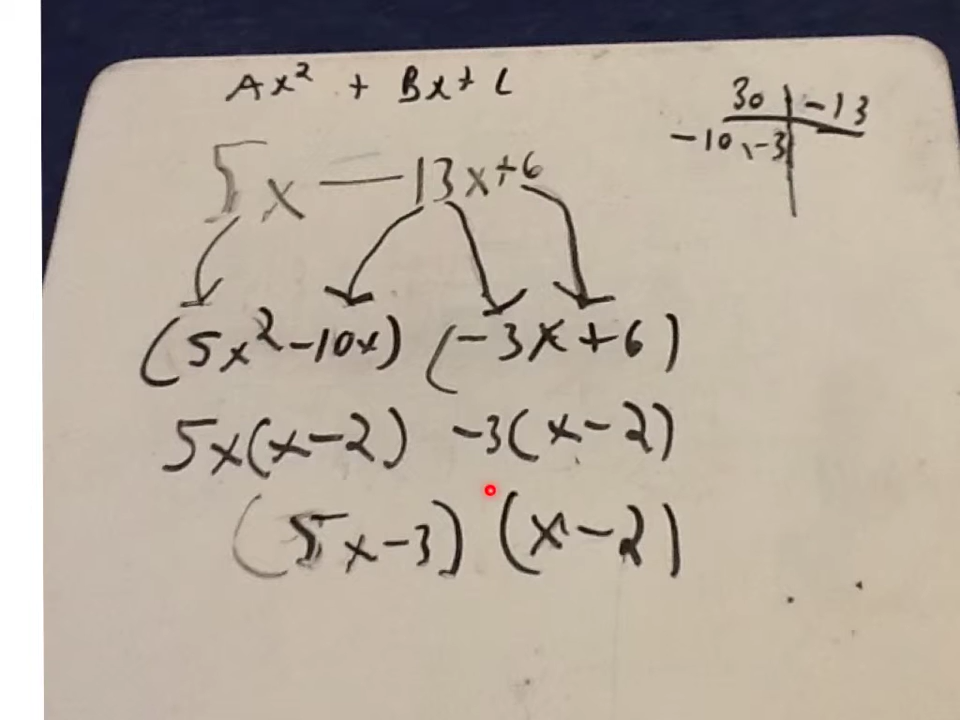 Ax² + Bx + C
30 | -13
-10, -3
5x - 13x + 6
(5x² - 10x) (-3x + 6)
5x(x - 2) -3(x - 2)
(5x - 3) (x - 2)